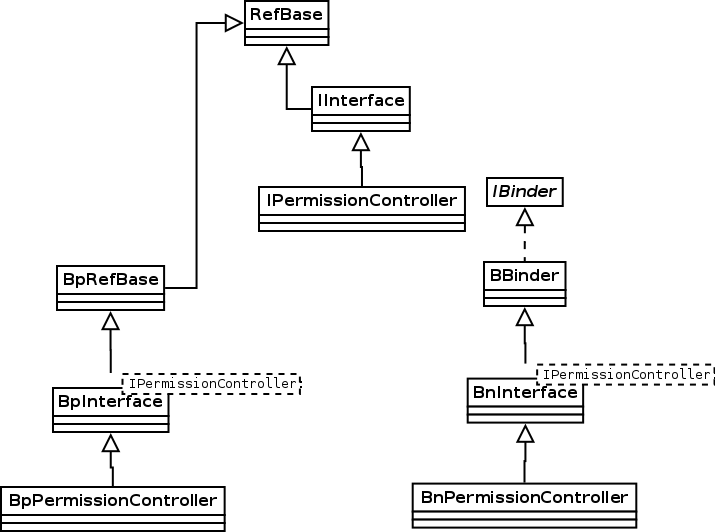 RefBase
IInterface
IPermissionController
IBinder
BpRefBase
BBinder
IPermissionController
BpInterface
IPermissionController
BnInterface
BpPermissionController
BnPermissionController